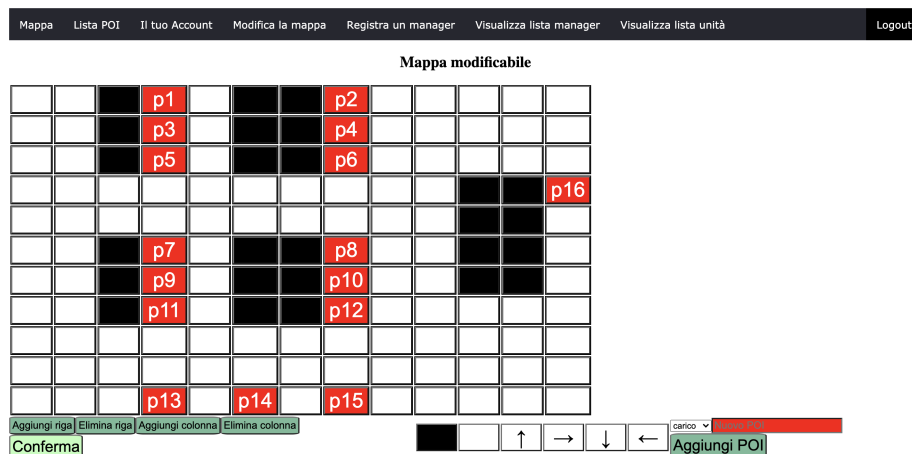 Mappa Lista POI Il tuo Account Modifica la mappa Registra un manager Visualizza lista manager Visualizza lista unità Logout
Mappa modificabile
p1 p2
p3 p4
p5 p6
p16
p7 p8
p9 p10
p11 p12
p13 p14 p15
Aggiungi riga Elimina riga Aggiungi colonna Elimina colonna
carico Nuovo POI
Conferma ↑ → ↓ ← Aggiungi POI